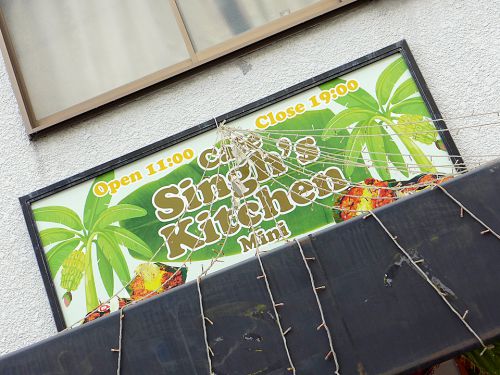 Open 11:00 Close 19:00
Cafe
Singh's
Kitchen
Mini